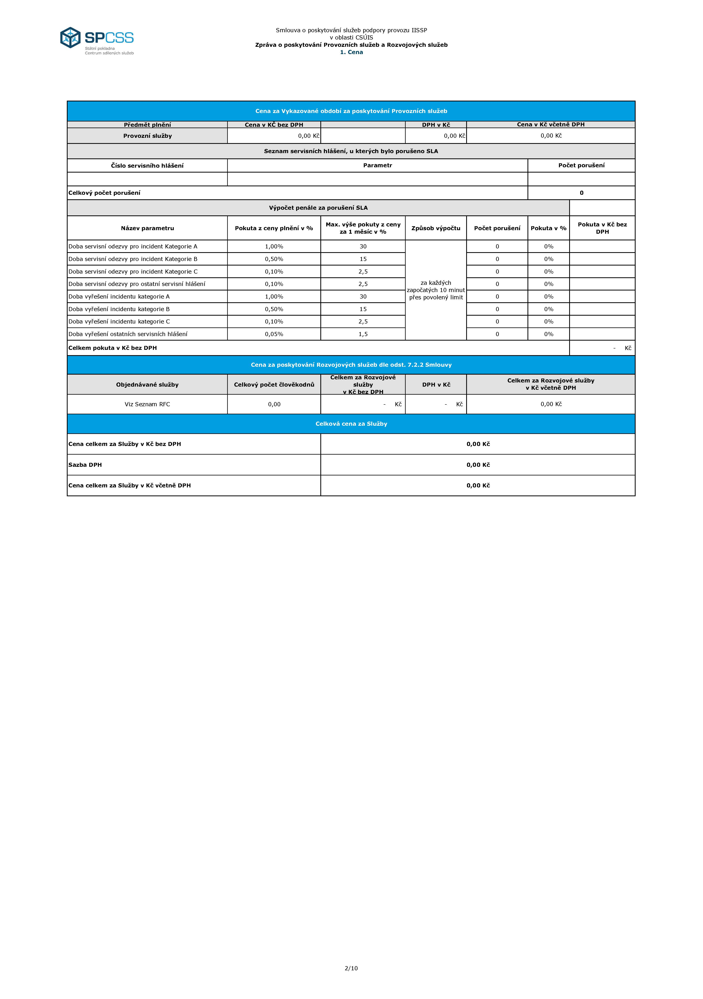 SPCSS
Státní pokladna
Centrum sdílených služeb
Smlouva o poskytování služeb podpory provozu IISSP
v oblasti CSÚIS
Zpráva o poskytování Provozních služeb a Rozvojových služeb
1. Cena
Cena za Vykazované období za poskytování Provozních služeb
Předmět plnění Cena v KČ bez DPH DPH v Kč Cena v Kč včetně DPH
Provozní služby 0,00 Kč 0,00 Kč 0,00 Kč
Seznam servisních hlášení, u kterých bylo porušeno SLA
Číslo servisního hlášení Parametr Počet porušení
Celkový počet porušení 0
Výpočet penále za porušení SLA
Název parametru Pokuta z ceny plnění v % Max. výše pokuty z ceny za 1 měsíc v % Způsob výpočtu Počet porušení Pokuta v % Pokuta v Kč bez DPH
Doba servisní odezvy pro incident Kategorie A 1,00% 30 0 0%
Doba servisní odezvy pro incident Kategorie B 0,50% 15 0 0%
Doba servisní odezvy pro incident Kategorie C 0,10% 2,5 0 0%
Doba servisní odezvy pro ostatní servisní hlášení 0,10% 2,5 0 0%
za každých
započatých 10 minut
přes povolený limit
Doba vyřešení incidentu kategorie A 1,00% 30 0 0%
Doba vyřešení incidentu kategorie B 0,50% 15 0 0%
Doba vyřešení incidentu kategorie C 0,10% 2,5 0 0%
Doba vyřešení ostatních servisních hlášení 0,05% 1,5 0 0%
Celkem pokuta v Kč bez DPH - Kč
Cena za poskytování Rozvojových služeb dle odst. 7.2.2 Smlouvy
Objednávané služby Celkový počet člověkodnů Celkem za Rozvojové služby v Kč bez DPH DPH v Kč Celkem za Rozvojové služby v Kč včetně DPH
Viz Seznam RFC 0,00 - Kč - Kč 0,00 Kč
Celková cena za Služby
Cena celkem za Služby v Kč bez DPH 0,00 Kč
Sazba DPH 0,00 Kč
Cena celkem za Služby v Kč včetně DPH 0,00 Kč
2/10